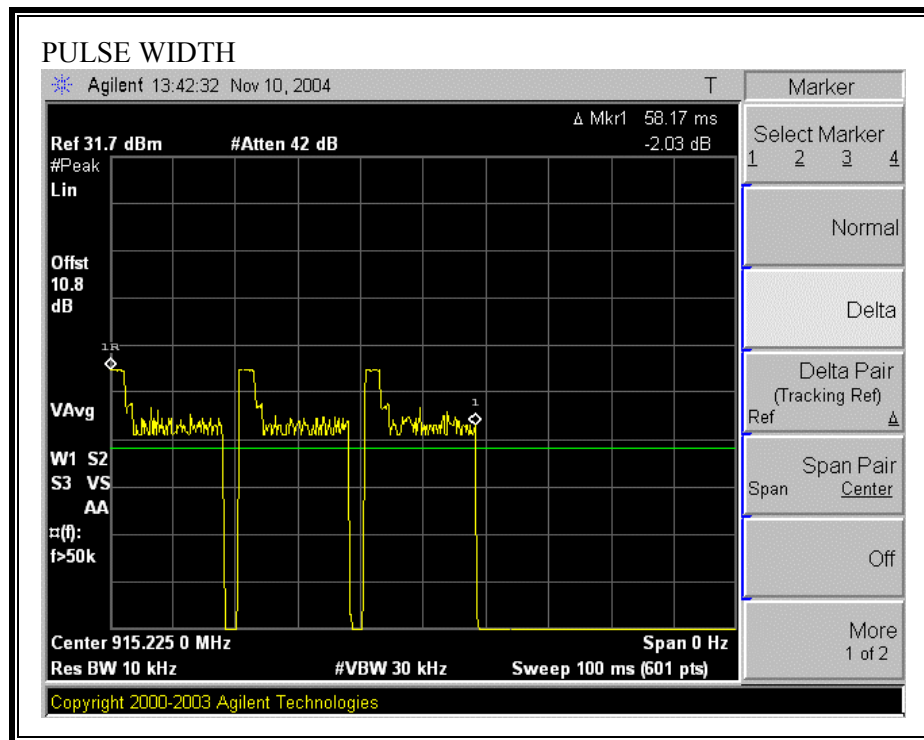 PULSE WIDTH
Agilent 13:42:32 Nov 10, 2004 T
Δ Mkr1 58.17 ms
Ref 31.7 dBm #Atten 42 dB -2.03 dB
#Peak
Lin
Offst
10.8
dB
1R
1
VAvg
W1 S2
S3 VS
AA
¤(f):
f>50k
Center 915.225 0 MHz Span 0 Hz
Res BW 10 kHz #VBW 30 kHz Sweep 100 ms (601 pts)
Copyright 2000-2003 Agilent Technologies
Marker
Select Marker
1 2 3 4
Normal
Delta
Delta Pair
(Tracking Ref)
Ref Δ
Span Pair
Span Center
Off
More
1 of 2